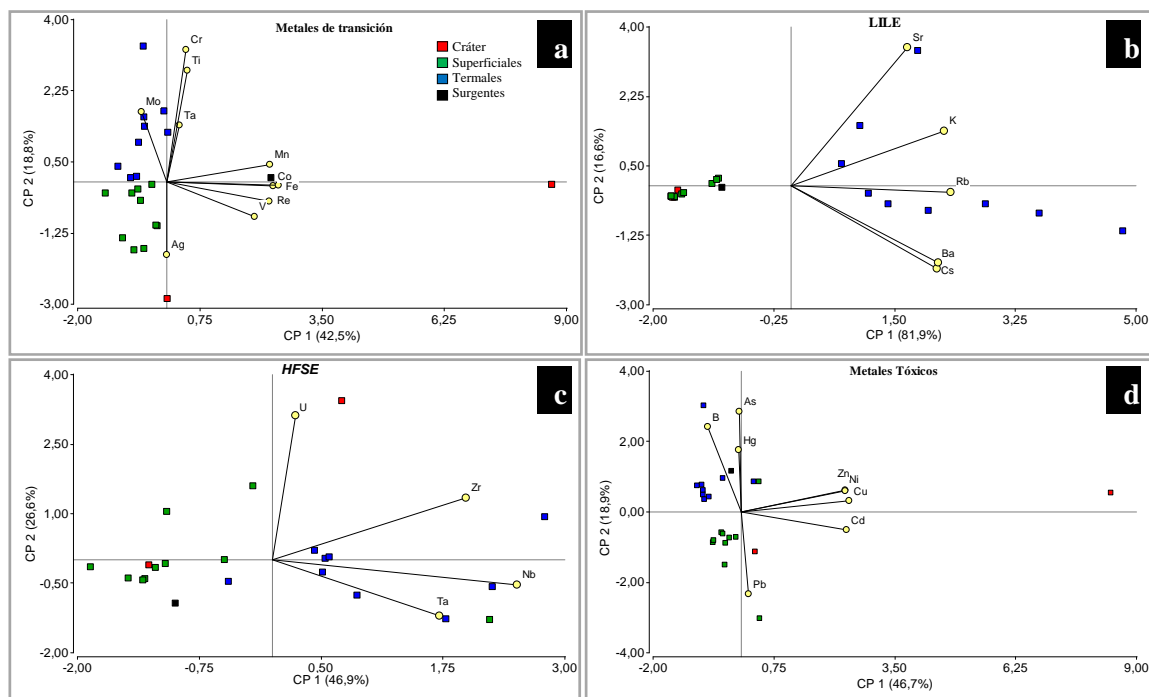 Metales de transición
a
4,00
2,25
0,50
-1,25
-3,00
CP 2 (18,8%)
Cr
Ti
Mo
Ta
Mn
Co
Fe
Re
V
Ag
Cráter
Superficiales
Termales
Surgentes
-2,00 0,75 3,50 6,25 9,00
CP 1 (42,5%)
LILE
b
4,00
2,25
0,50
-1,25
-3,00
CP 2 (16,6%)
Sr
K
Rb
Ba
Cs
-2,00 -0,25 1,50 3,25 5,00
CP 1 (81,9%)
HFSE
c
4,00
2,50
1,00
-0,50
-2,00
CP 2 (26,6%)
U
Zr
Nb
Ta
-2,00 -0,75 0,50 1,75 3,00
CP 1 (46,9%)
Metales Tóxicos
d
4,00
2,00
0,00
-2,00
-4,00
CP 2 (18,9%)
As
B
Hg
Zn
Ni
Cu
Cd
Pb
-2,00 0,75 3,50 6,25 9,00
CP 1 (46,7%)